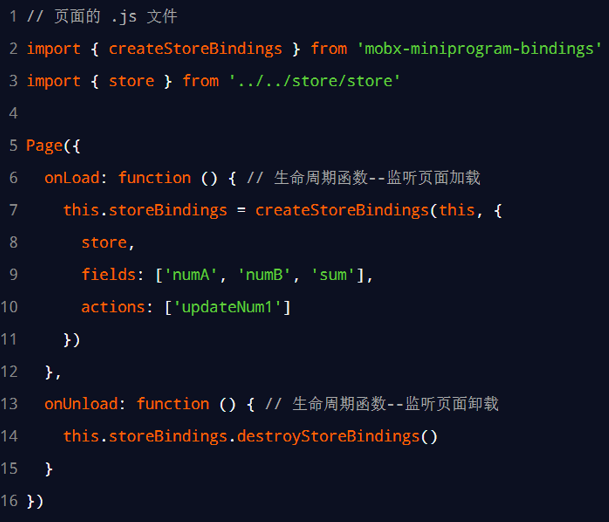 1 // 页面的 .js 文件
2 import { createStoreBindings } from 'mobx-miniprogram-bindings'
3 import { store } from '../../store/store'
4
5 Page({
6   onLoad: function () { // 生命周期函数--监听页面加载
7     this.storeBindings = createStoreBindings(this, {
8       store,
9       fields: ['numA', 'numB', 'sum'],
10       actions: ['updateNum1']
11     })
12   },
13   onUnload: function () { // 生命周期函数--监听页面卸载
14     this.storeBindings.destroyStoreBindings()
15   }
16 })